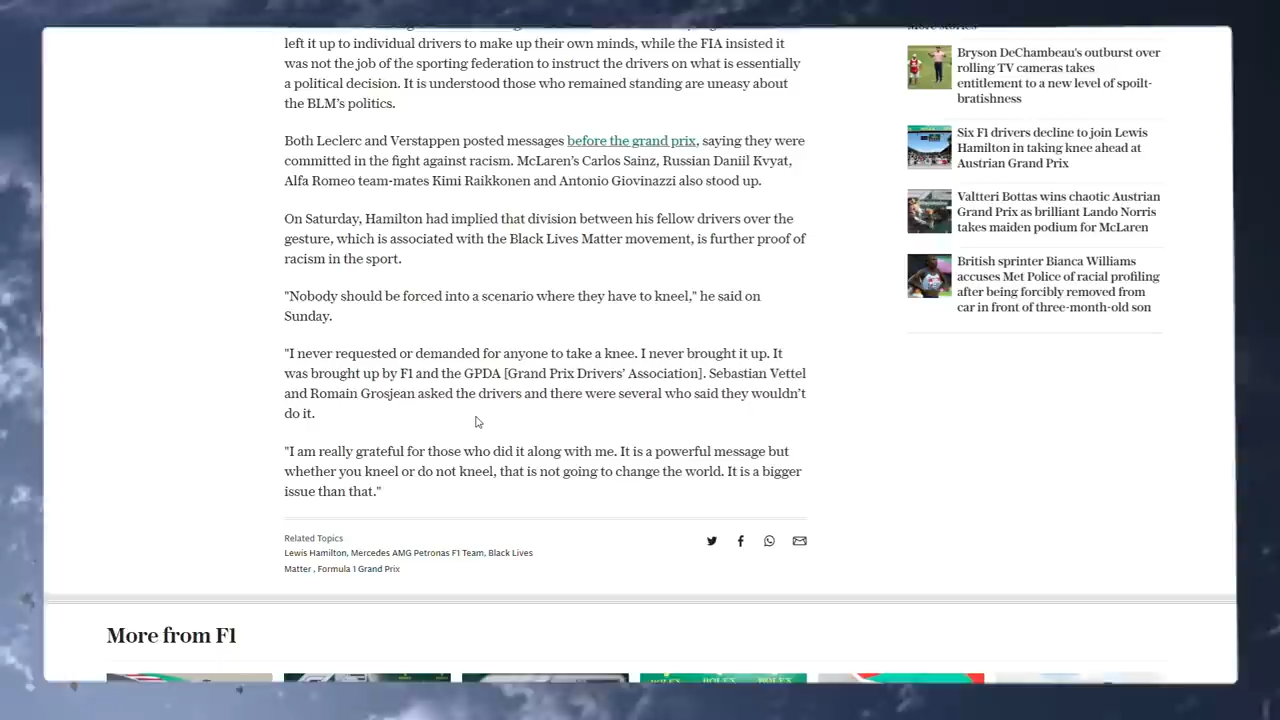 left it up to individual drivers to make up their own minds, while the FIA insisted it
was not the job of the sporting federation to instruct the drivers on what is essentially
a political decision. It is understood those who remained standing are uneasy about
the BLM's politics.
Both Leclerc and Verstappen posted messages before the grand prix, saying they were
committed in the fight against racism. McLaren's Carlos Sainz, Russian Daniil Kvyat,
Alfa Romeo team-mates Kimi Raikkonen and Antonio Giovinazzi also stood up.
On Saturday, Hamilton had implied that division between his fellow drivers over the
gesture, which is associated with the Black Lives Matter movement, is further proof of
racism in the sport.
"Nobody should be forced into a scenario where they have to kneel," he said on
Sunday.
"I never requested or demanded for anyone to take a knee. I never brought it up. It
was brought up by F1 and the GPDA [Grand Prix Drivers' Association]. Sebastian Vettel
and Romain Grosjean asked the drivers and there were several who said they wouldn't
do it.
"I am really grateful for those who did it along with me. It is a powerful message but
whether you kneel or do not kneel, that is not going to change the world. It is a bigger
issue than that."
Related Topics
Lewis Hamilton, Mercedes AMG Petronas F1 Team, Black Lives
Matter , Formula 1 Grand Prix
More stories
Bryson DeChambeau's outburst over
rolling TV cameras takes
entitlement to a new level of spoilt-
bratishness
Six F1 drivers decline to join Lewis
Hamilton in taking knee ahead at
Austrian Grand Prix
Valtteri Bottas wins chaotic Austrian
Grand Prix as brilliant Lando Norris
takes maiden podium for McLaren
British sprinter Bianca Williams
accuses Met Police of racial profiling
after being forcibly removed from
car in front of three-month-old son
More from F1
ROLEX ROLEX ROLEX